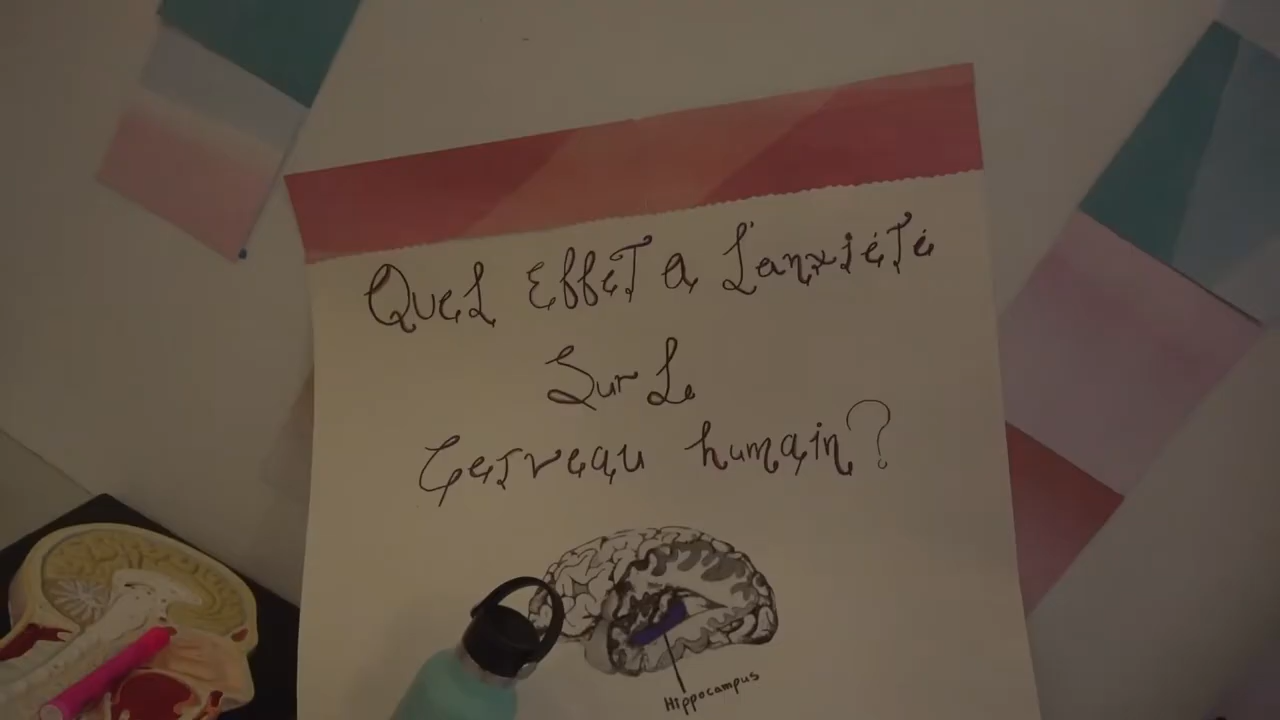 Quel Effet a L'anxiété
Sur Le
Cerveau humain?
Hippocampus